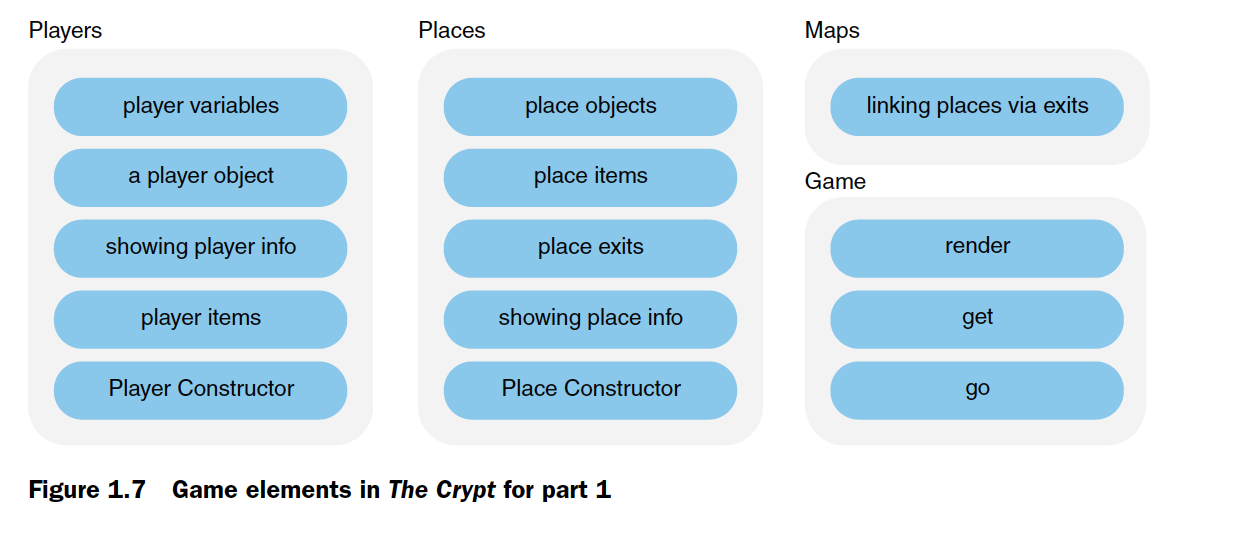 Players
player variables
a player object
showing player info
player items
Player Constructor
Places
place objects
place items
place exits
showing place info
Place Constructor
Maps
linking places via exits
Game
render
get
go
Figure 1.7 Game elements in The Crypt for part 1